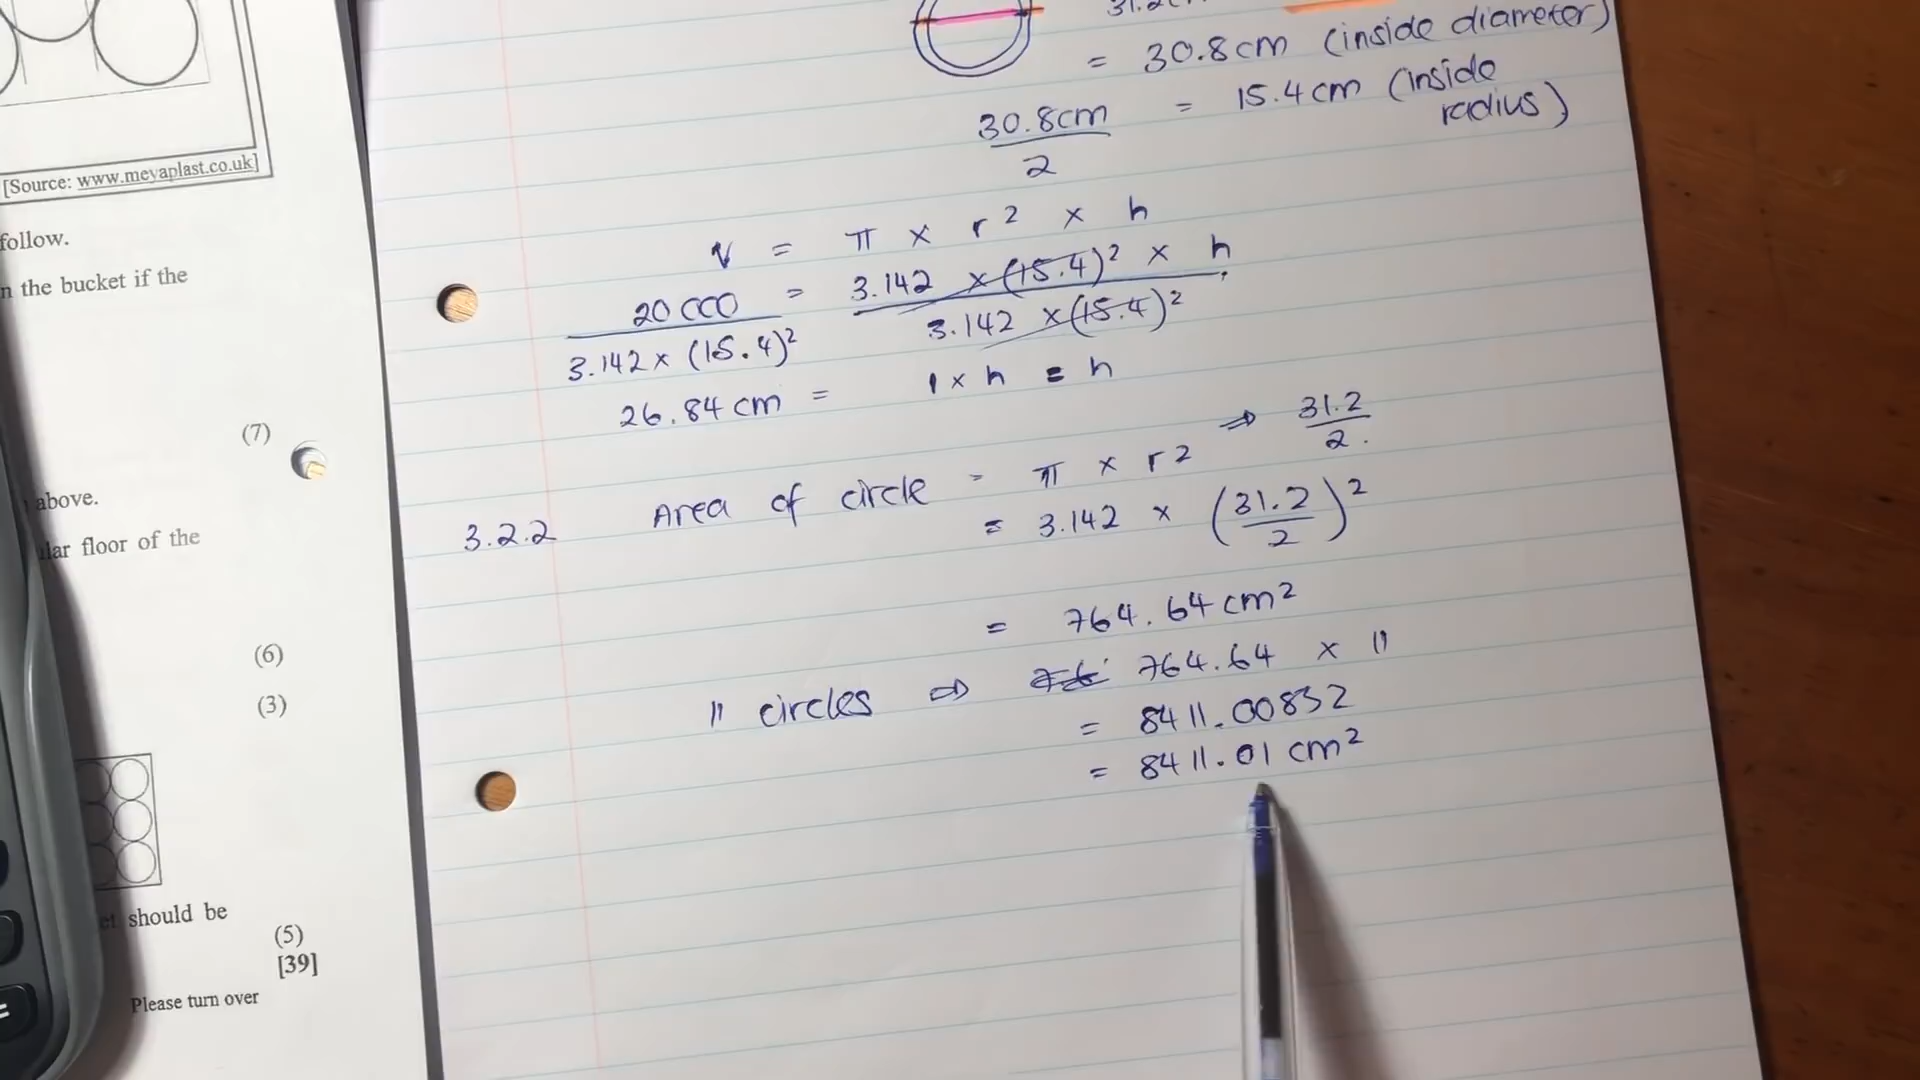 [Source: www.meyaplast.co.uk]
follow.
n the bucket if the
(7)
above.
lar floor of the
(6)
(3)
should be
(5)
[39]
Please turn over
= 30.8cm (inside diameter)
30.8cm / 2 = 15.4cm (inside radius)
V = π × r² × h
20 000 / 3.142 × (15.4)² = 3.142 × (15.4)² × h / 3.142 × (15.4)²
26.84 cm = 1 × h = h
3.2.2 Area of circle = π × r² ⇒ 31.2 / 2.
= 3.142 × (31.2 / 2)²
= 764.64 cm²
11 circles ⇒ 764.64 × 11
= 8411.00832
= 8411.01 cm²